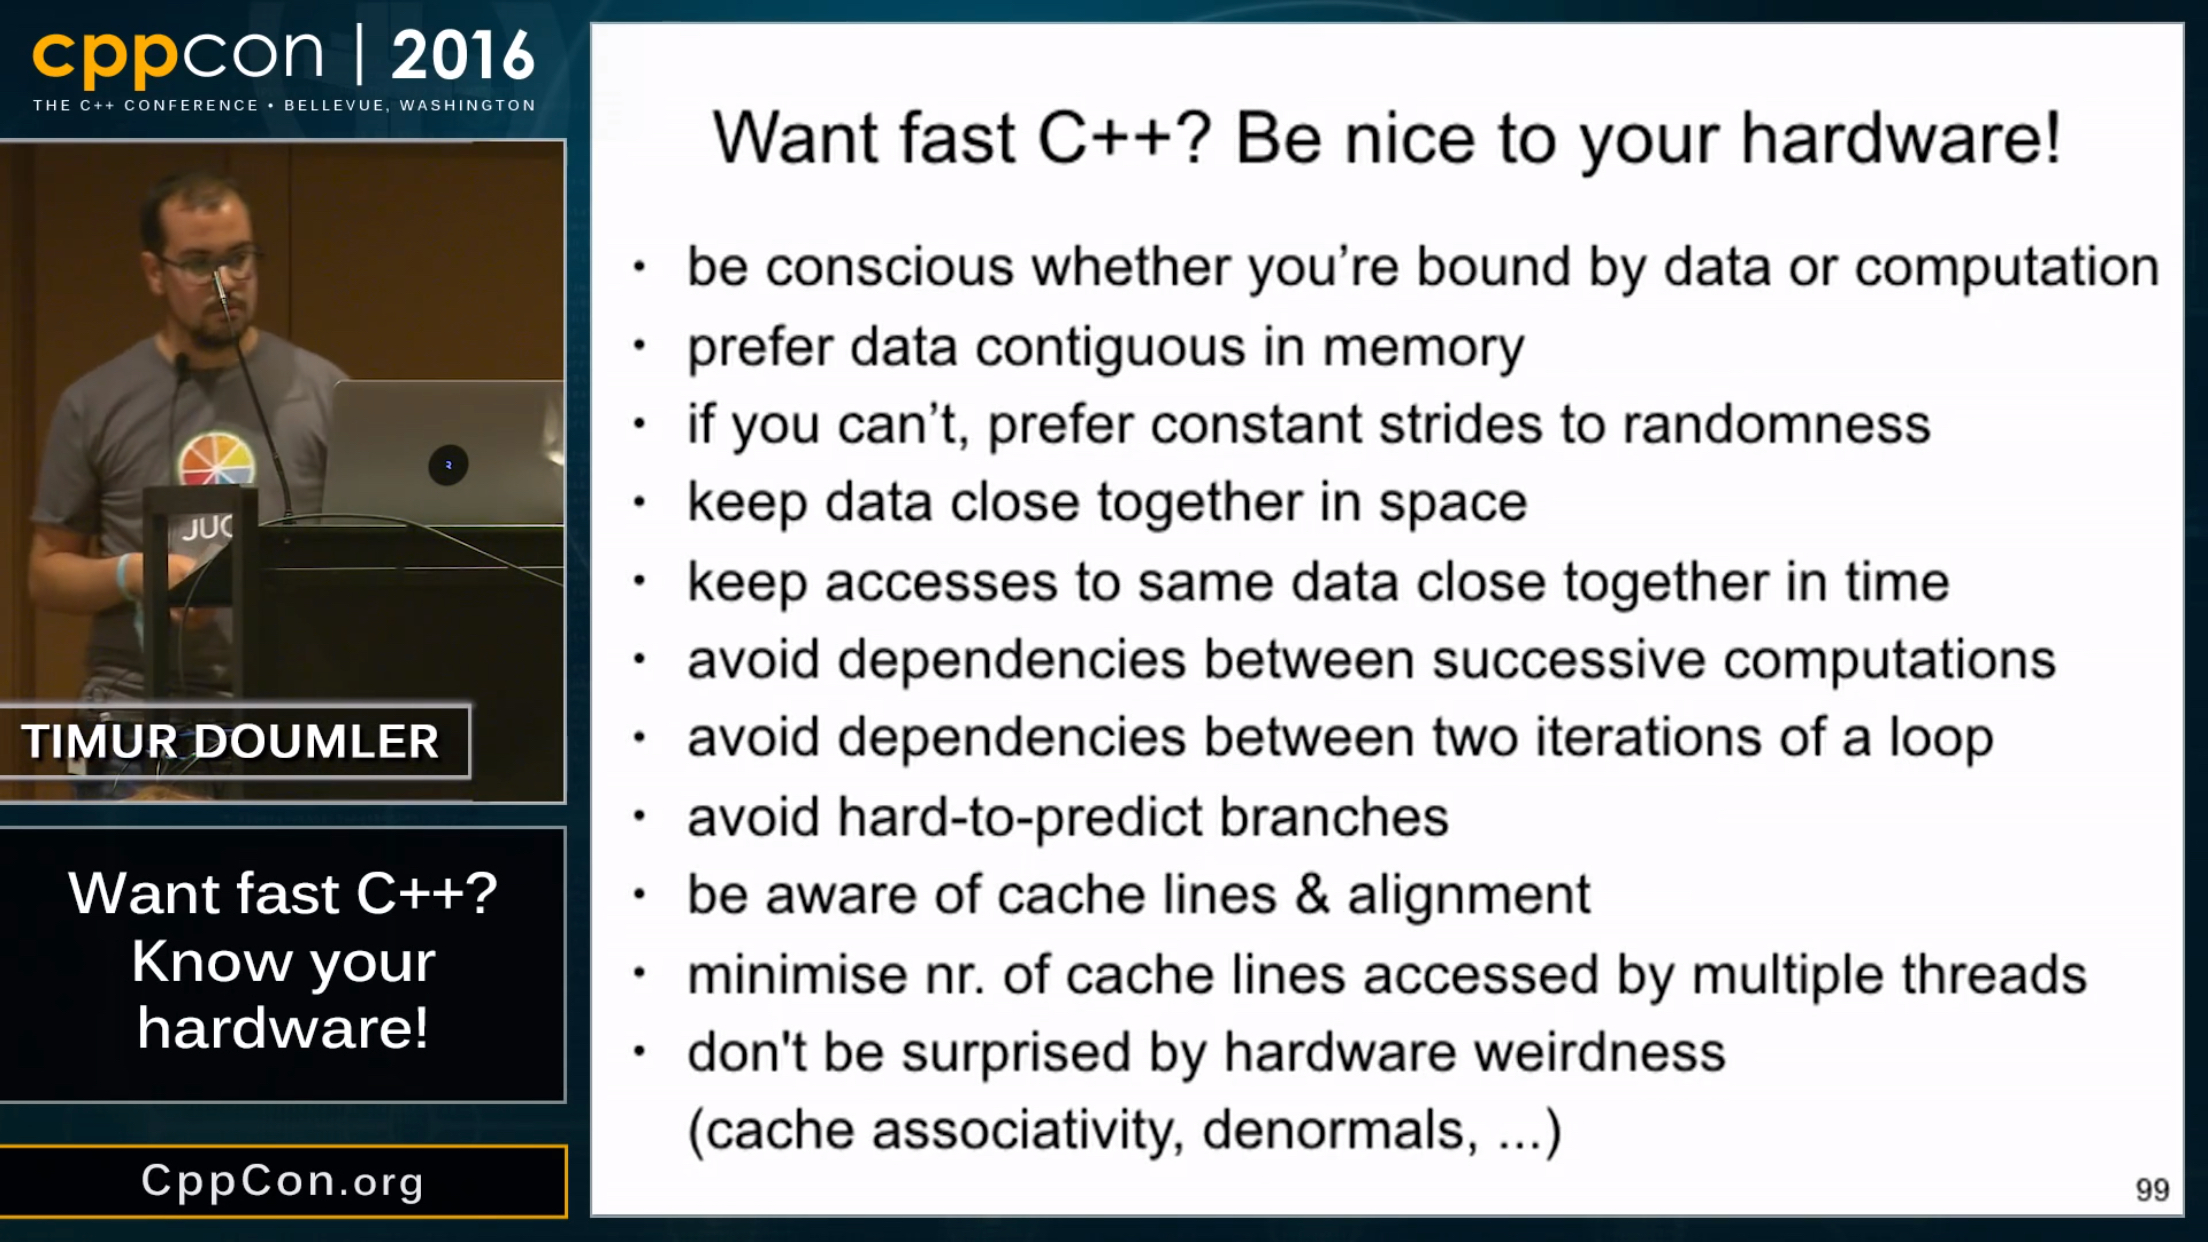 cppcon | 2016
THE C++ CONFERENCE • BELLEVUE, WASHINGTON
JUC
TIMUR DOUMLER
Want fast C++?
Know your
hardware!
CppCon.org
Want fast C++? Be nice to your hardware!
• be conscious whether you’re bound by data or computation
• prefer data contiguous in memory
• if you can’t, prefer constant strides to randomness
• keep data close together in space
• keep accesses to same data close together in time
• avoid dependencies between successive computations
• avoid dependencies between two iterations of a loop
• avoid hard-to-predict branches
• be aware of cache lines & alignment
• minimise nr. of cache lines accessed by multiple threads
• don't be surprised by hardware weirdness
(cache associativity, denormals, ...)
99